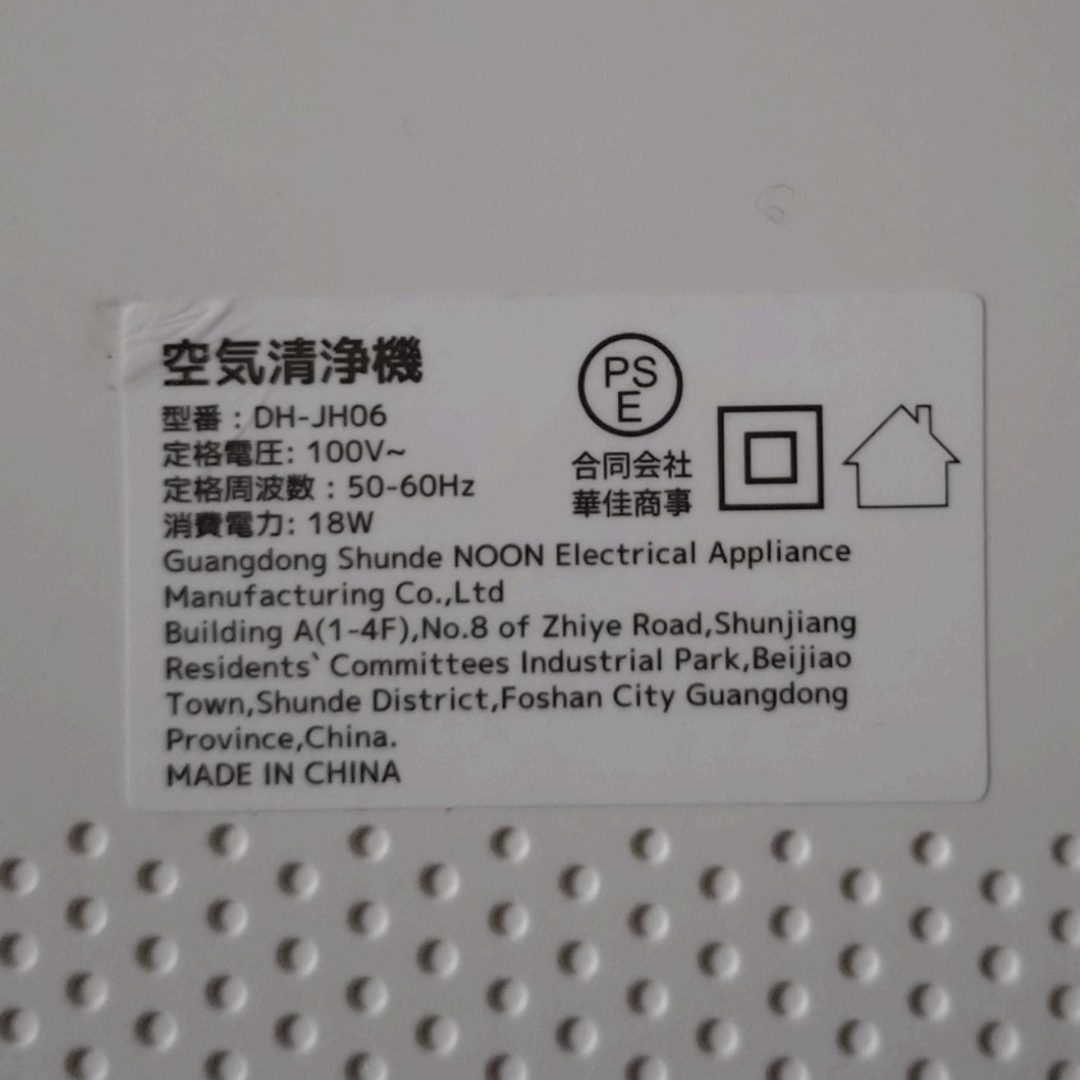 空気清浄機
型番：DH-JH06
定格電圧: 100V~
定格周波数：50-60Hz
消費電力: 18W
PS
E
合同会社
華佳商事
Guangdong Shunde NOON Electrical Appliance
Manufacturing Co.,Ltd
Building A(1-4F),No.8 of Zhiye Road,Shunjiang
Residents` Committees Industrial Park,Beijiao
Town,Shunde District,Foshan City Guangdong
Province,China.
MADE IN CHINA